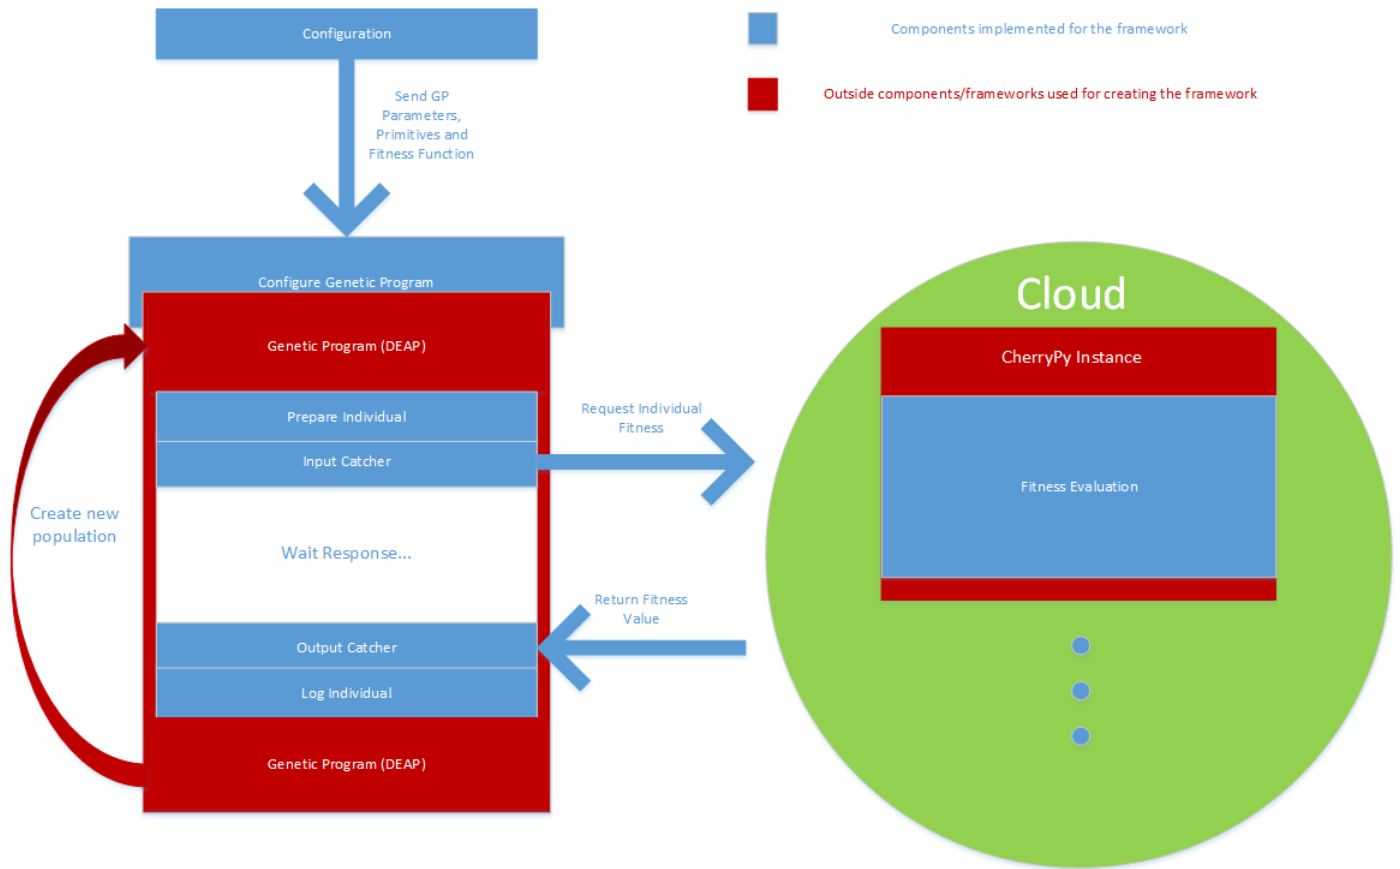 Configuration
Components implemented for the framework
Outside components/frameworks used for creating the framework
Send GP
Parameters,
Primitives and
Fitness Function
Configure Genetic Program
Genetic Program (DEAP)
Prepare Individual
Input Catcher
Request Individual
Fitness
Create new
population
Wait Response...
Return Fitness
Value
Output Catcher
Log Individual
Genetic Program (DEAP)
Cloud
CherryPy Instance
Fitness Evaluation